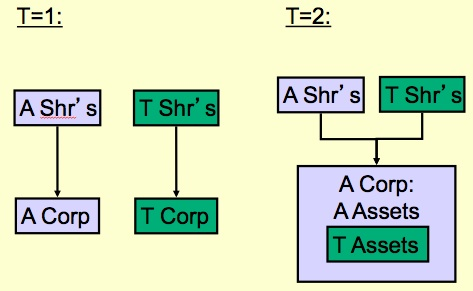 T=1:
T=2:
A Shr’s
T Shr’s
A Shr’s
T Shr’s
A Corp
T Corp
A Corp:
A Assets
T Assets